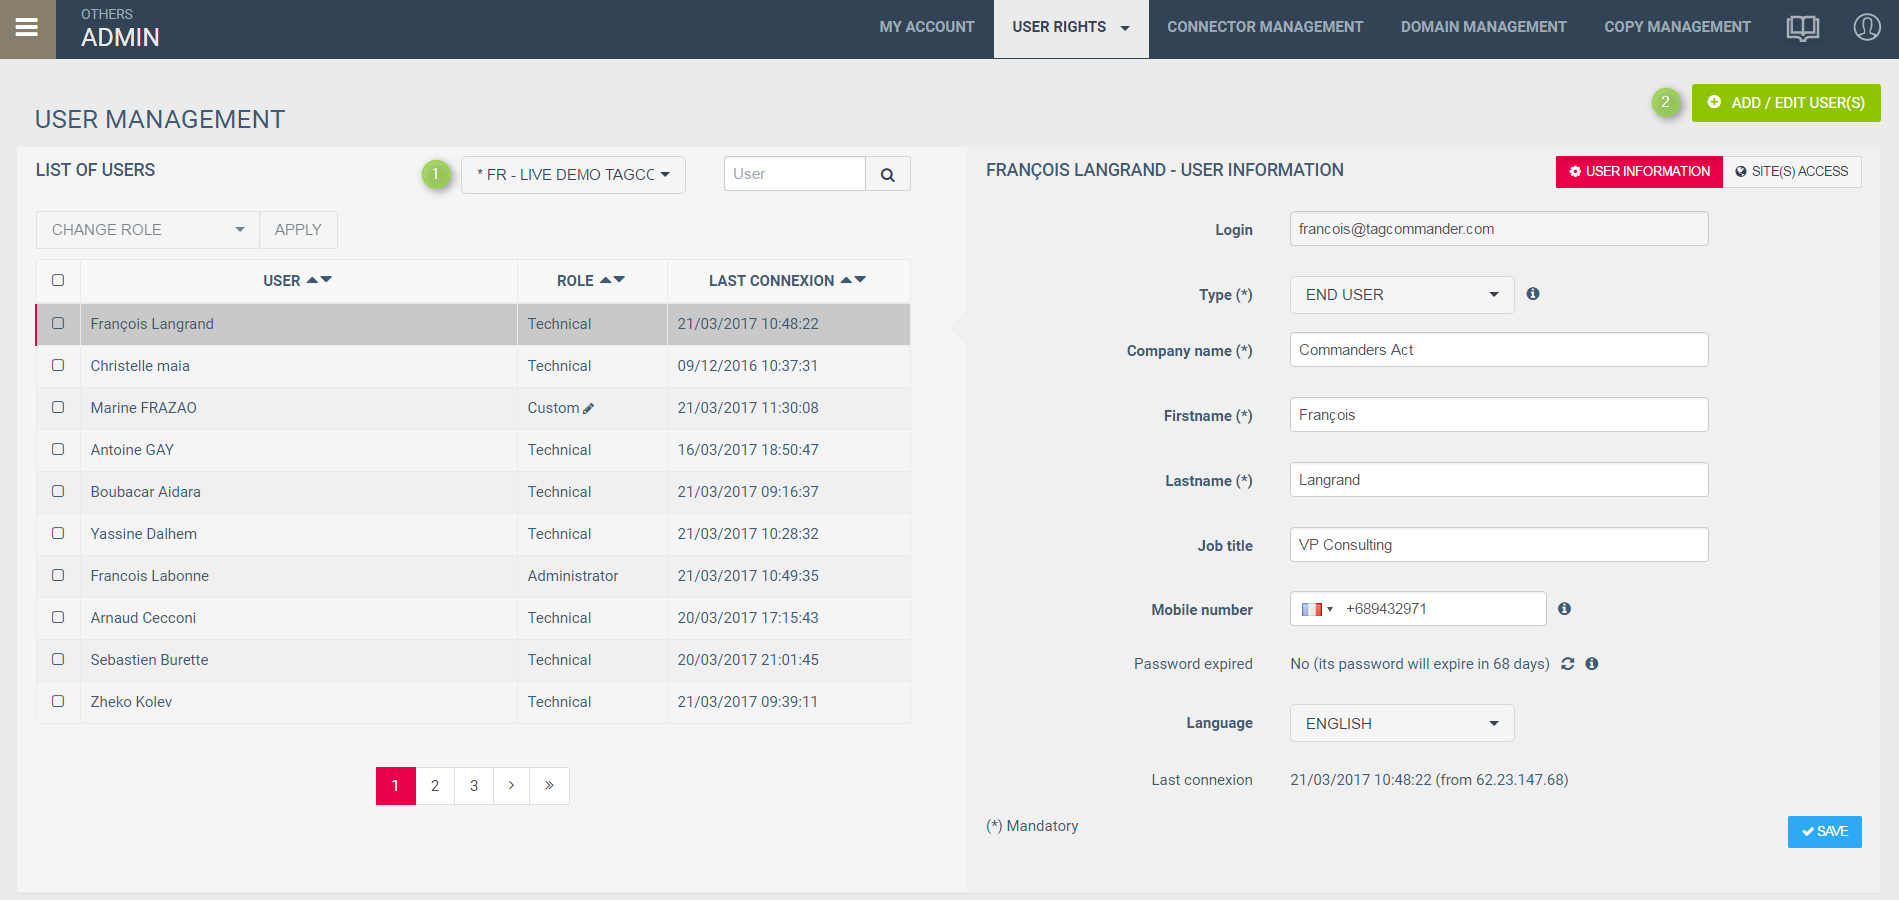 OTHERS
ADMIN
MY ACCOUNT USER RIGHTS CONNECTOR MANAGEMENT DOMAIN MANAGEMENT COPY MANAGEMENT
USER MANAGEMENT
2 ADD / EDIT USER(S)
LIST OF USERS
1 * FR - LIVE DEMO TAGCC
User
CHANGE ROLE APPLY
USER ROLE LAST CONNEXION
François Langrand Technical 21/03/2017 10:48:22
Christelle maia Technical 09/12/2016 10:37:31
Marine FRAZAO Custom 21/03/2017 11:30:08
Antoine GAY Technical 16/03/2017 18:50:47
Boubacar Aidara Technical 21/03/2017 09:16:37
Yassine Dalhem Technical 21/03/2017 10:28:32
Francois Labonne Administrator 21/03/2017 10:49:35
Arnaud Cecconi Technical 20/03/2017 17:15:43
Sebastien Burette Technical 20/03/2017 21:01:45
Zheko Kolev Technical 21/03/2017 09:39:11
1 2 3 › »
FRANÇOIS LANGRAND - USER INFORMATION
USER INFORMATION SITE(S) ACCESS
Login francois@tagcommander.com
Type (*) END USER
Company name (*) Commanders Act
Firstname (*) François
Lastname (*) Langrand
Job title VP Consulting
Mobile number +689432971
Password expired No (its password will expire in 68 days)
Language ENGLISH
Last connexion 21/03/2017 10:48:22 (from 62.23.147.68)
(*) Mandatory
SAVE